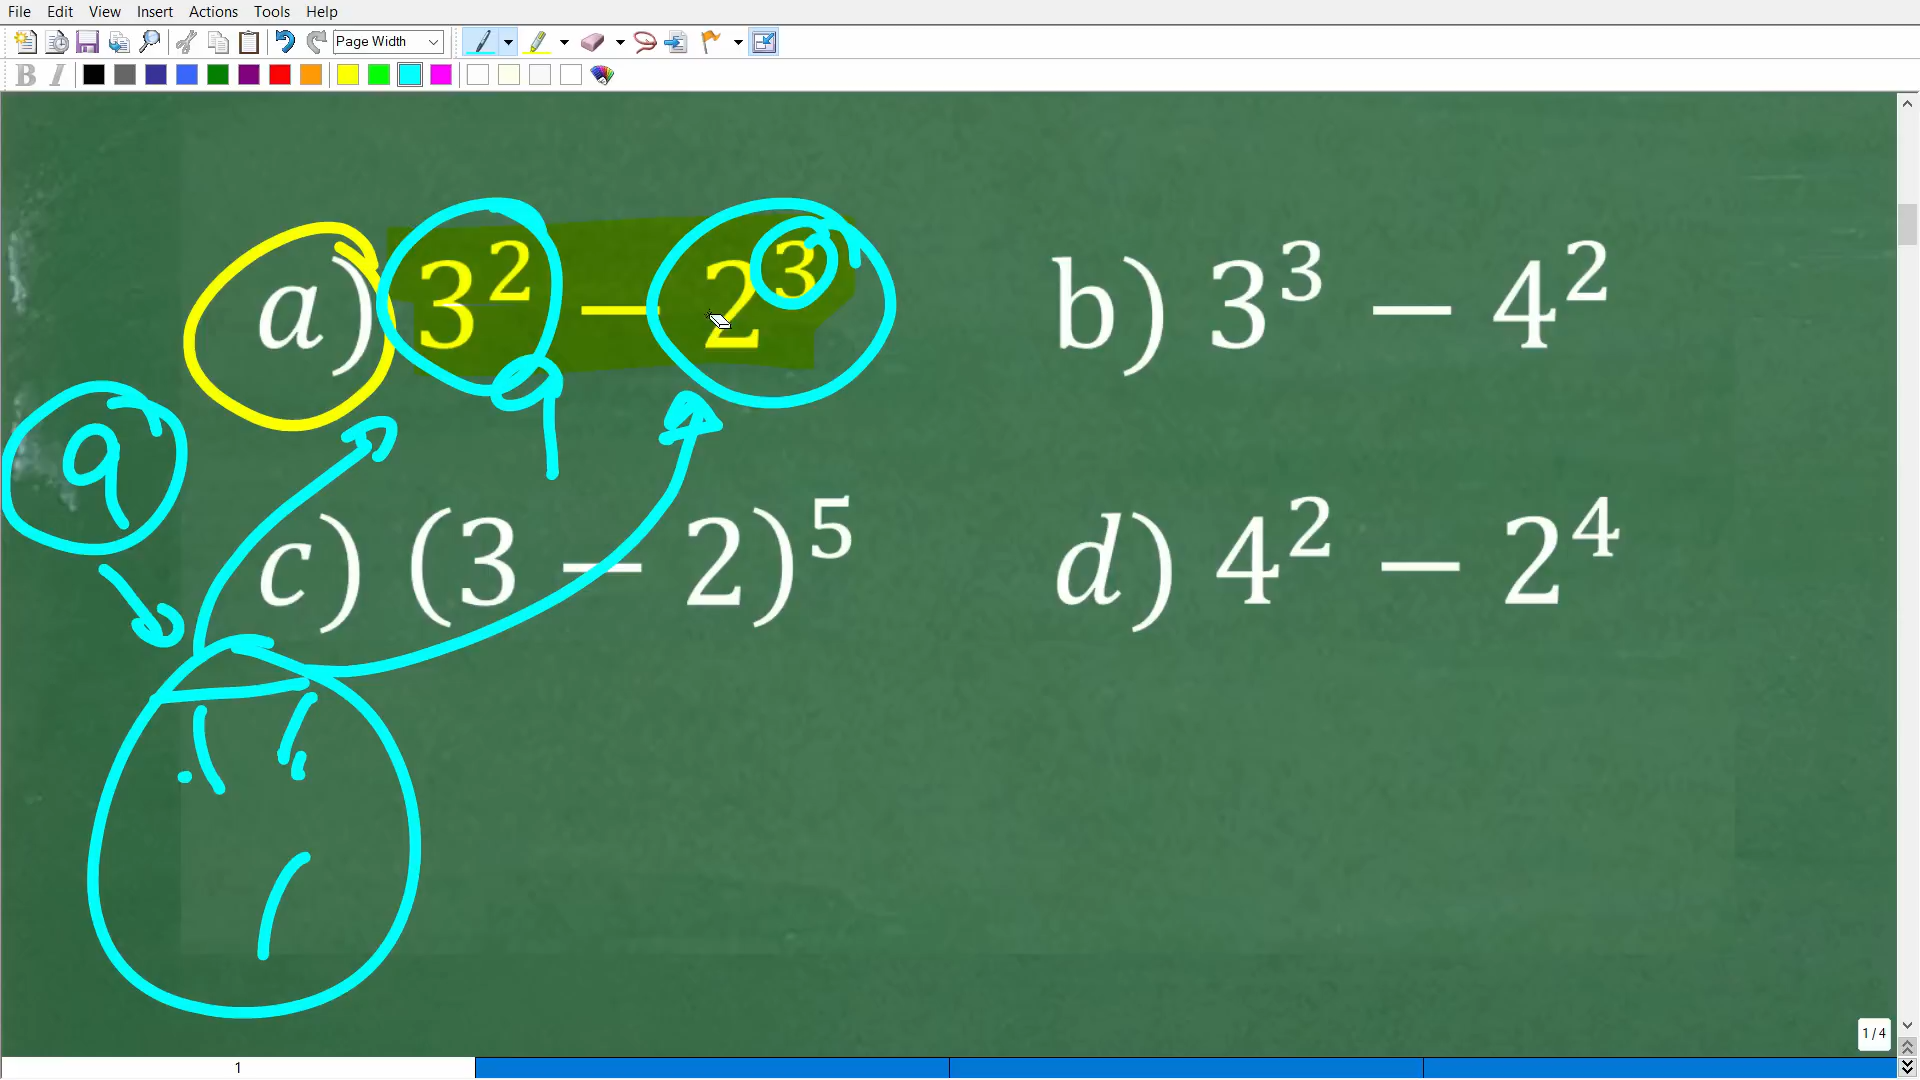 File Edit View Insert Actions Tools Help
Page Width
B I
a) 3² − 2³
b) 3³ − 4²
9
9
c) (3 − 2)⁵
d) 4² − 2⁴
1 / 4
1